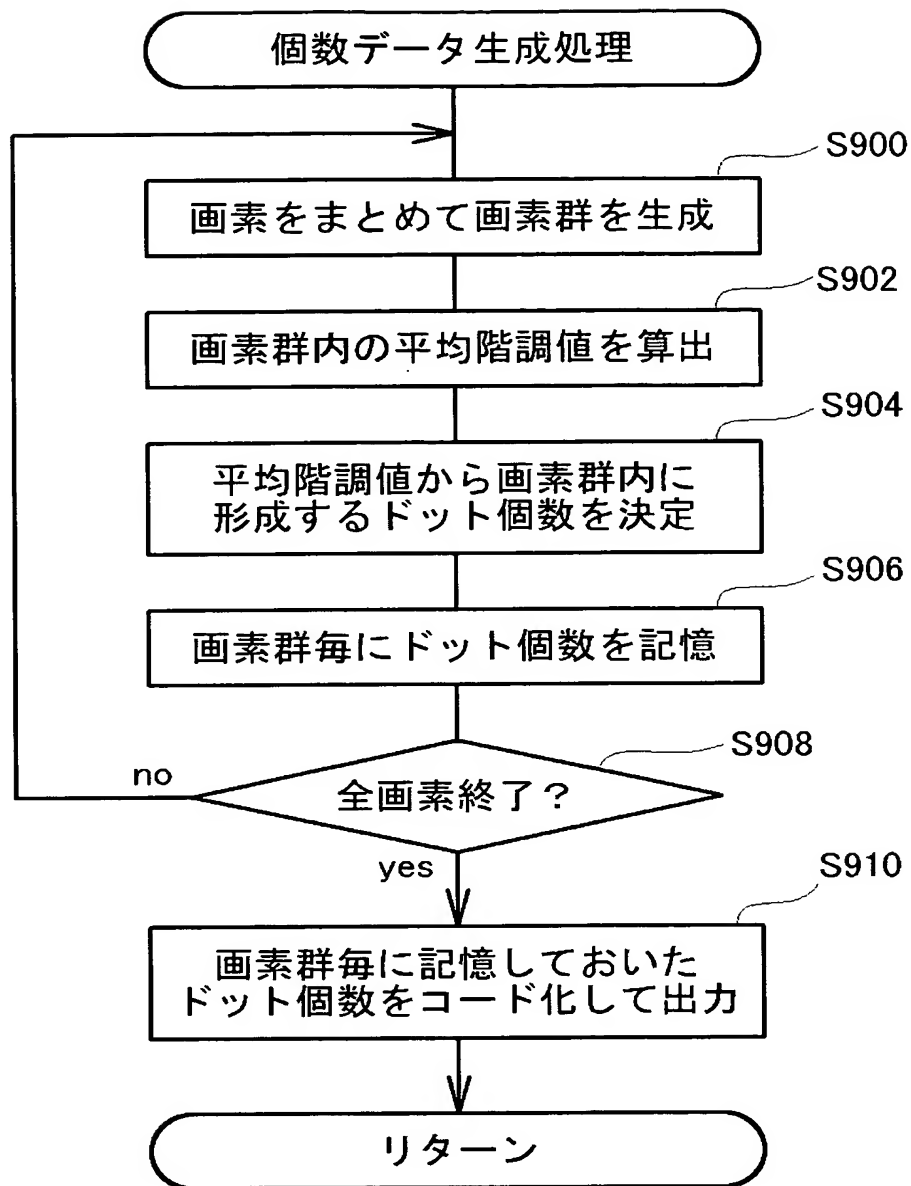 個数データ生成処理
S900
画素をまとめて画素群を生成
S902
画素群内の平均階調値を算出
S904
平均階調値から画素群内に
形成するドット個数を決定
S906
画素群毎にドット個数を記憶
S908
no
全画素終了?
yes
S910
画素群毎に記憶しておいた
ドット個数をコード化して出力
リターン